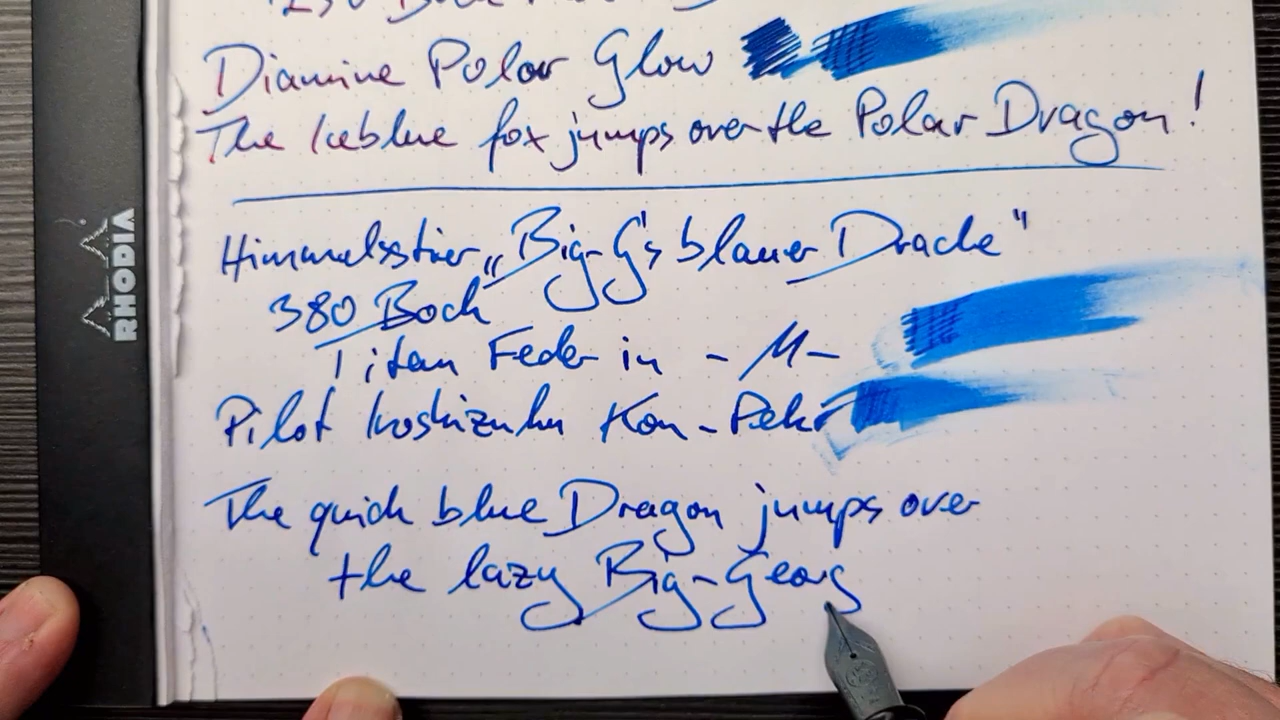 Diamine Polar Glow
The Iceblue fox jumps over the Polar Dragon!
Himmelsstier „Big-G's blauer Drache"
380 Bock
Titan Feder in - M -
Pilot Iroshizuku Kon-Peki
The quick blue Dragon jumps over
the lazy Big-Georg
RHODIA